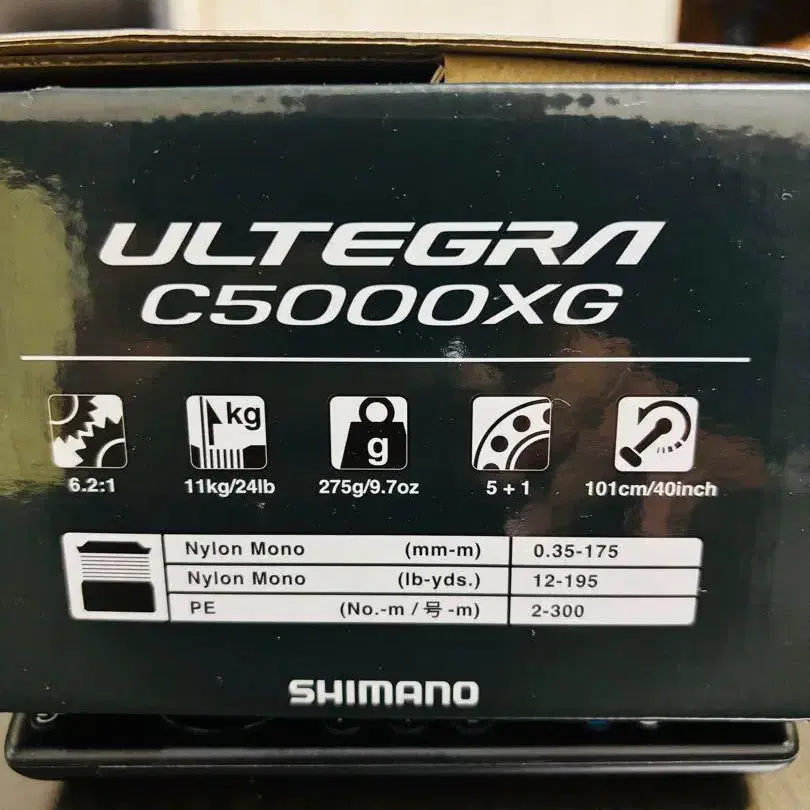 ULTEGRA
C5000XG
kg
g
6.2:1 11kg/24lb 275g/9.7oz 5 + 1 101cm/40inch
Nylon Mono (mm-m) 0.35-175
Nylon Mono (lb-yds.) 12-195
PE (No.-m / 号 -m) 2-300
SHIMANO